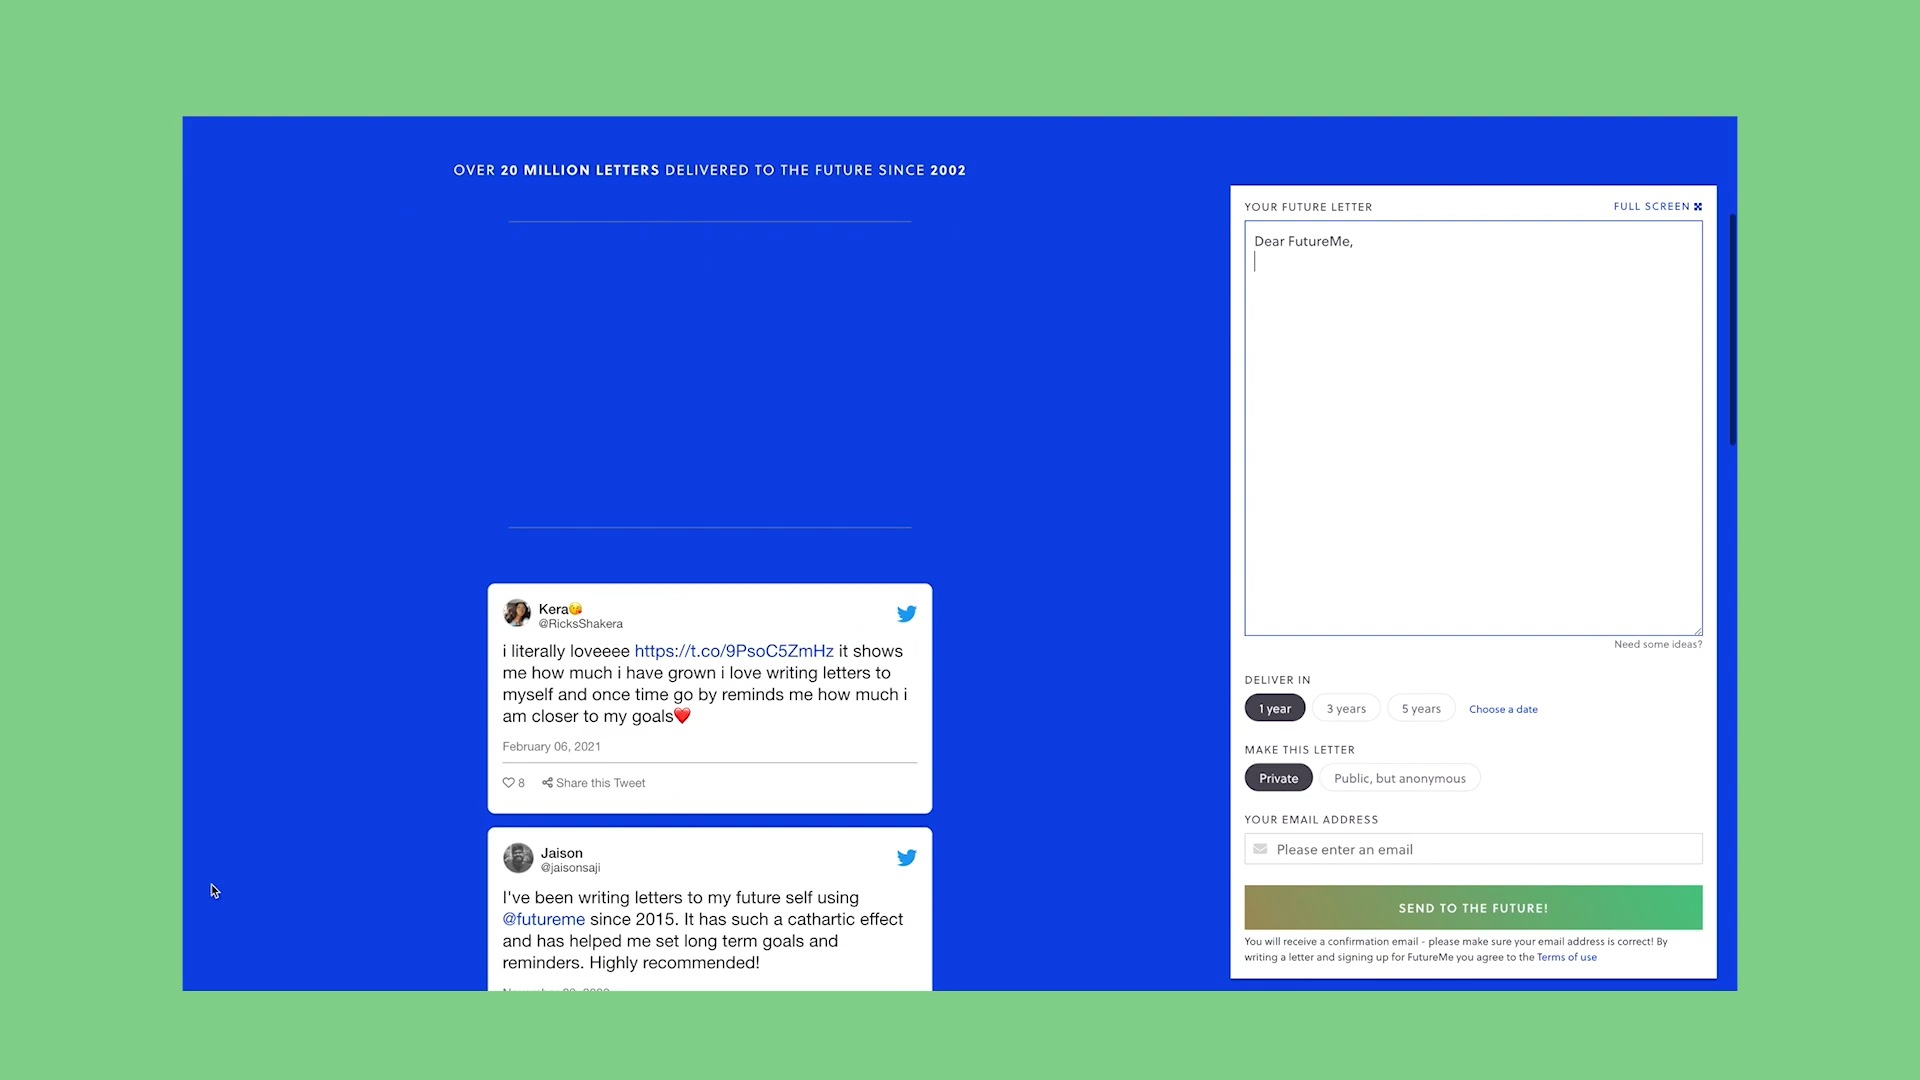 OVER 20 MILLION LETTERS DELIVERED TO THE FUTURE SINCE 2002
Kera😘
@RicksShakera
i literally loveeee https://t.co/9PsoC5ZmHz it shows
me how much i have grown i love writing letters to
myself and once time go by reminds me how much i
am closer to my goals❤️
February 06, 2021
8 Share this Tweet
Jaison
@jaisonsaji
I've been writing letters to my future self using
@futureme since 2015. It has such a cathartic effect
and has helped me set long term goals and
reminders. Highly recommended!
YOUR FUTURE LETTER
FULL SCREEN
Dear FutureMe,
Need some ideas?
DELIVER IN
1 year 3 years 5 years Choose a date
MAKE THIS LETTER
Private Public, but anonymous
YOUR EMAIL ADDRESS
Please enter an email
SEND TO THE FUTURE!
You will receive a confirmation email - please make sure your email address is correct! By
writing a letter and signing up for FutureMe you agree to the Terms of use